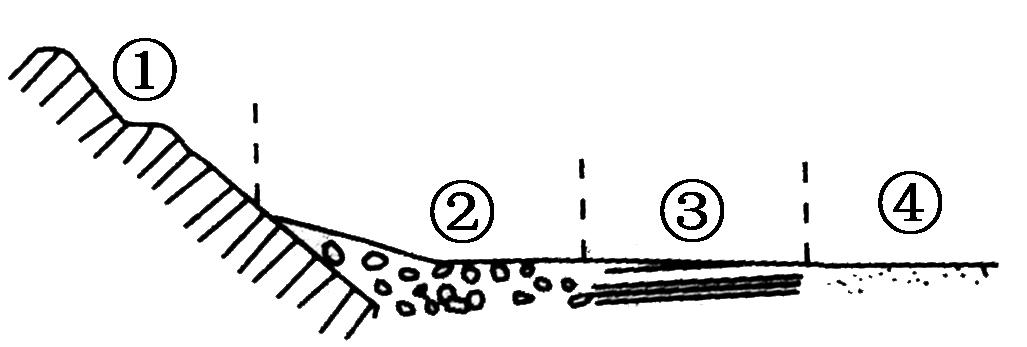 ①
②
③
④